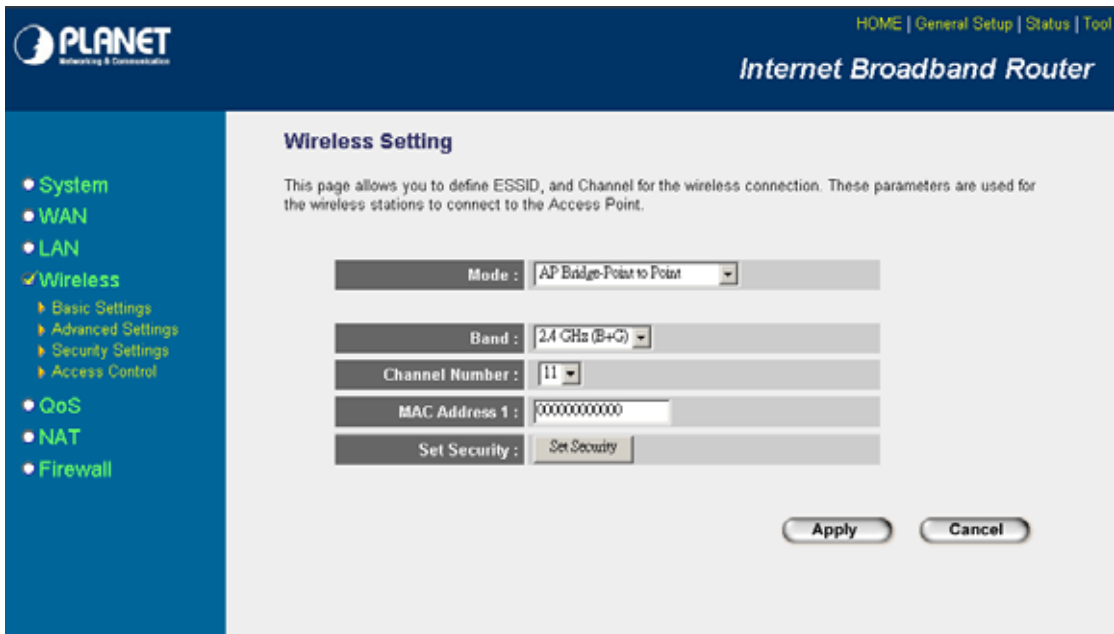 PLANET
Networking & Communication
HOME | General Setup | Status | Tool
Internet Broadband Router
System
WAN
LAN
Wireless
Basic Settings
Advanced Settings
Security Settings
Access Control
QoS
NAT
Firewall
Wireless Setting
This page allows you to define ESSID, and Channel for the wireless connection. These parameters are used for
the wireless stations to connect to the Access Point.
Mode : AP Bridge-Point to Point
Band : 2.4 GHz (B+G)
Channel Number : 11
MAC Address 1 : 000000000000
Set Security : Set Security
Apply Cancel